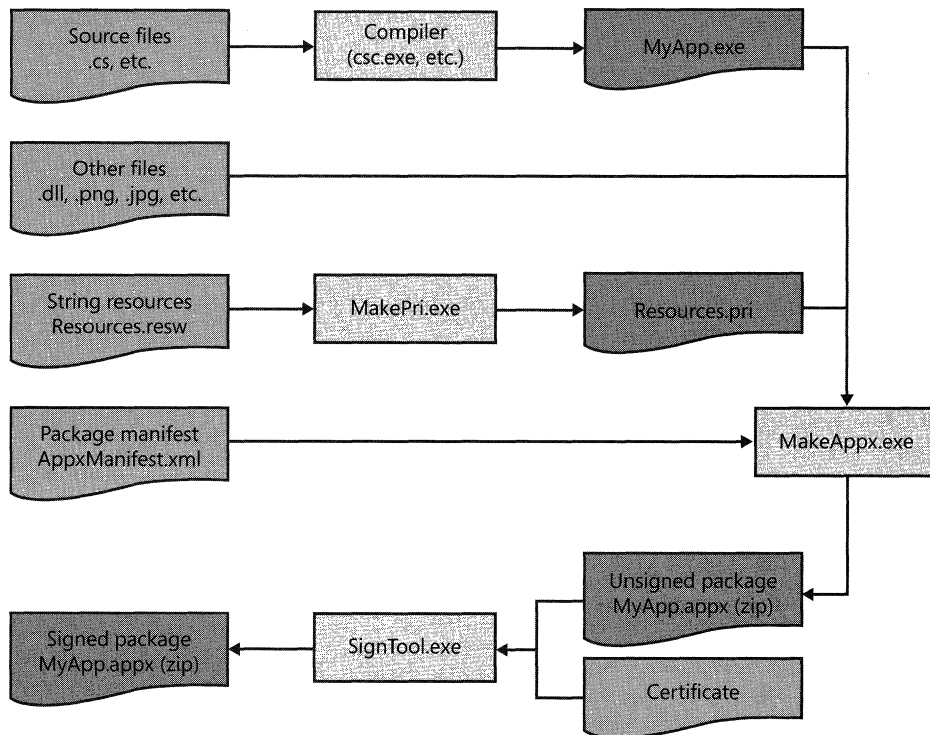 Source files
.cs, etc.
Compiler
(csc.exe, etc.)
MyApp.exe
Other files
.dll, .png, .jpg, etc.
String resources
Resources.resw
MakePri.exe
Resources.pri
Package manifest
AppxManifest.xml
MakeAppx.exe
Unsigned package
MyApp.appx (zip)
Signed package
MyApp.appx (zip)
SignTool.exe
Certificate